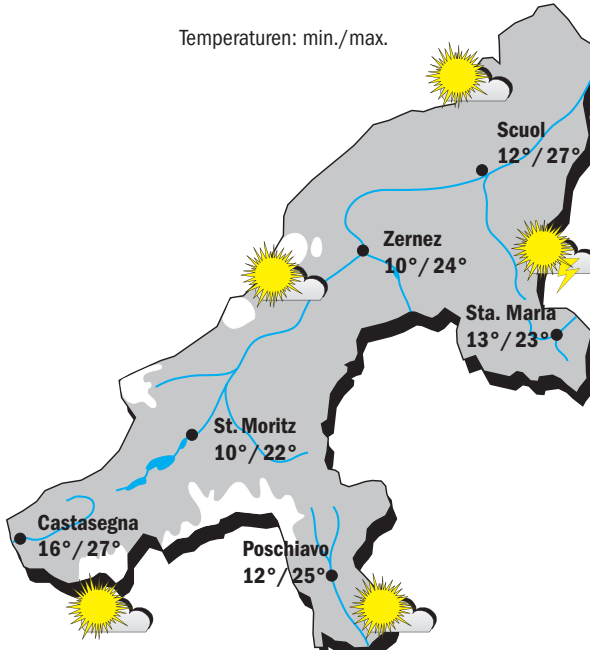 Temperaturen: min./max.
Scuol
12°/27°
Zernez
10°/24°
Sta. Maria
13°/23°
St. Moritz
10°/22°
Castasegna
16°/27°
Poschiavo
12°/25°